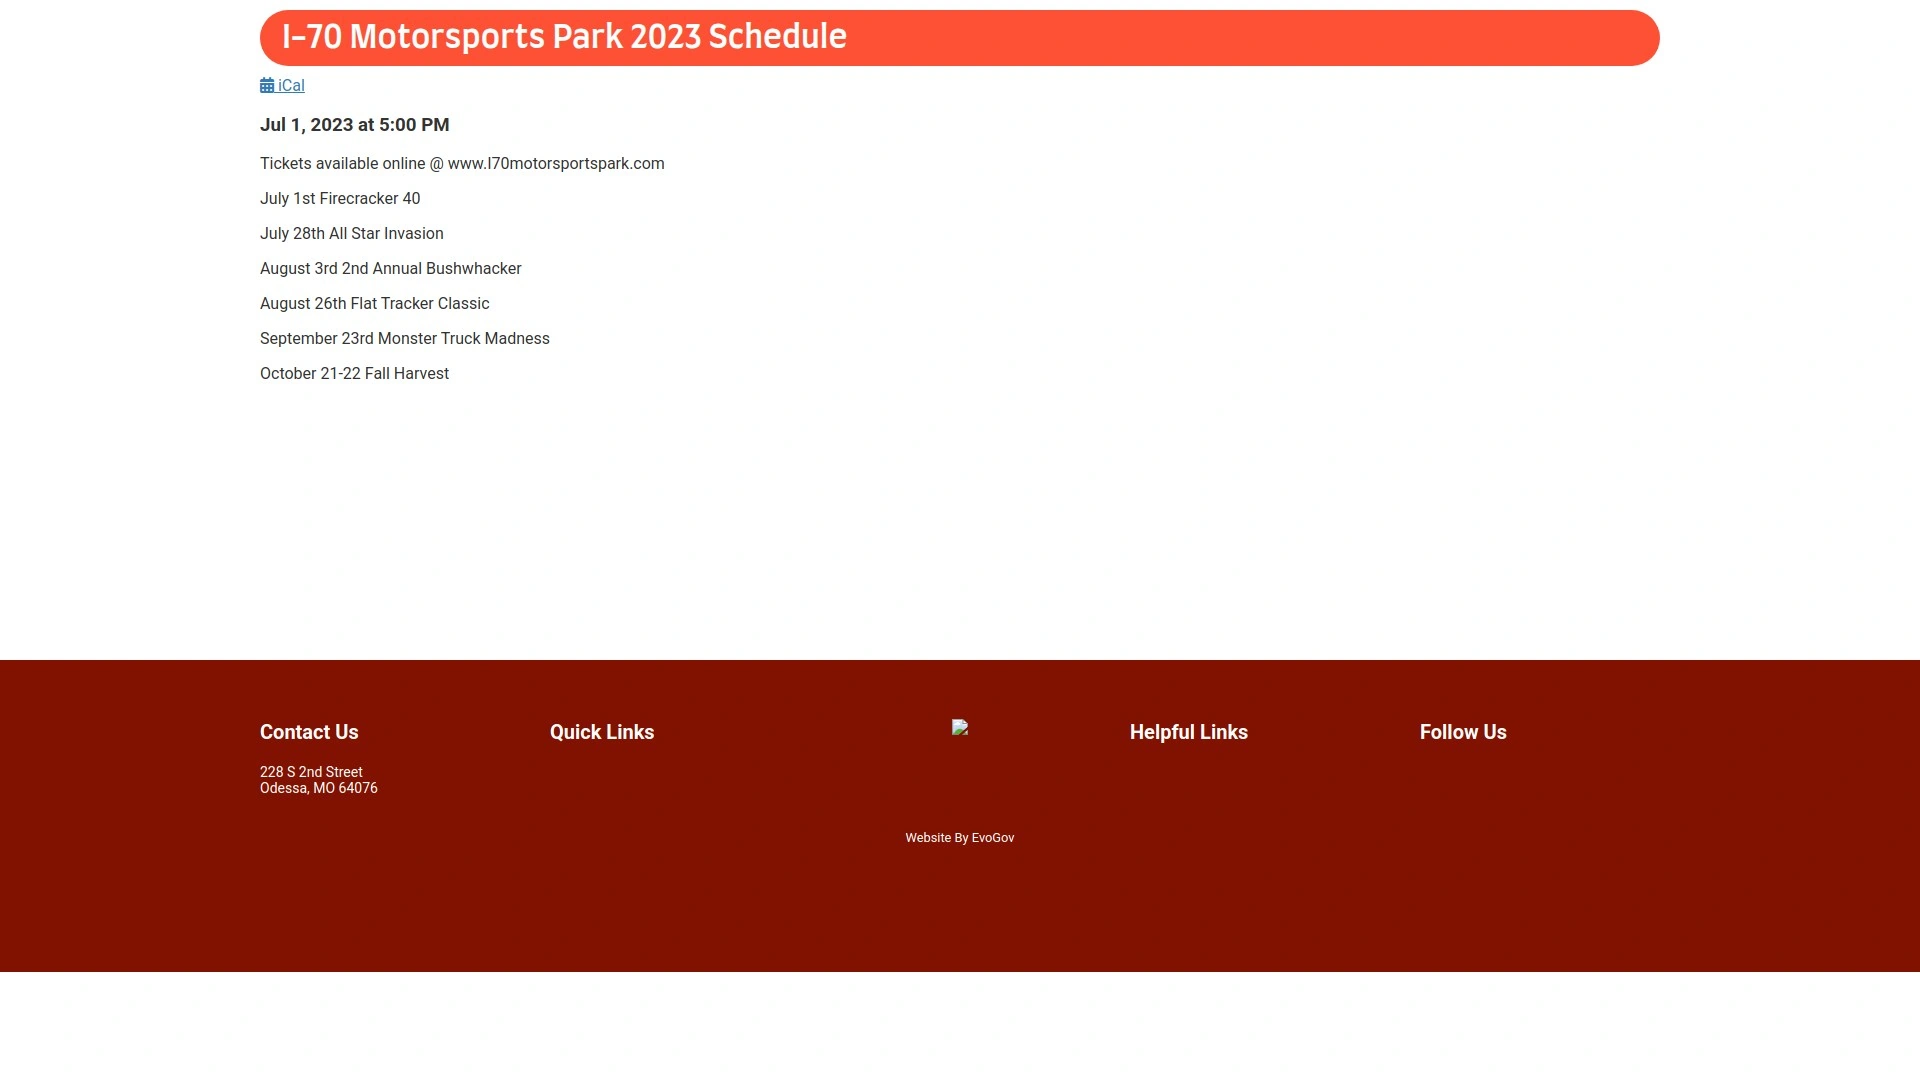 I-70 Motorsports Park 2023 Schedule
iCal
Jul 1, 2023 at 5:00 PM
Tickets available online @ www.I70motorsportspark.com
July 1st Firecracker 40
July 28th All Star Invasion
August 3rd 2nd Annual Bushwhacker
August 26th Flat Tracker Classic
September 23rd Monster Truck Madness
October 21-22 Fall Harvest
Contact Us
228 S 2nd Street
Odessa, MO 64076
Quick Links
Helpful Links
Follow Us
Website By EvoGov